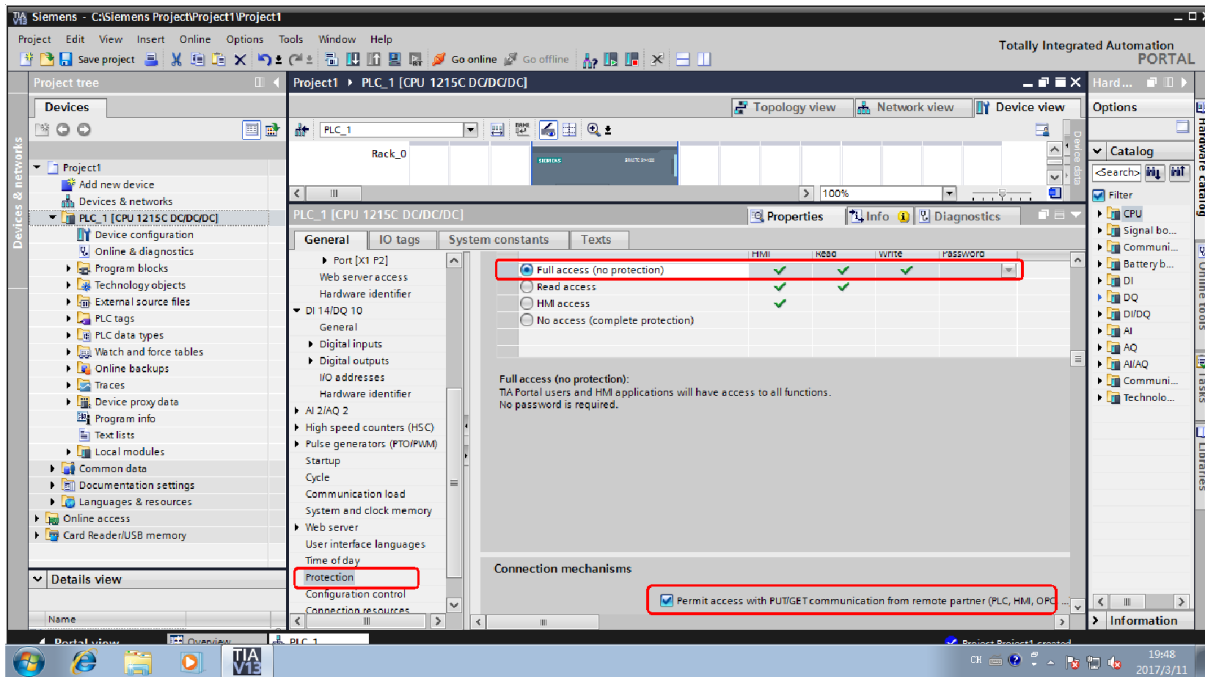 Siemens - C:\Siemens Project\Project1\Project1
Project Edit View Insert Online Options Tools Window Help
Totally Integrated Automation
PORTAL
Save project Go online Go offline
Project tree
Project1 ▸ PLC_1 [CPU 1215C DC/DC/DC]
Hard...
Devices
Topology view Network view Device view
Options
PLC_1
Rack_0
SIEMENS
100%
Catalog
<Search>
Filter
CPU
Signal bo...
Communi...
Battery b...
DI
DQ
DI/DQ
AI
AQ
AI/AQ
Communi...
Technolo...
Information
Devices & networks
Project1
Add new device
Devices & networks
PLC_1 [CPU 1215C DC/DC/DC]
Device configuration
Online & diagnostics
Program blocks
Technology objects
External source files
PLC tags
PLC data types
Watch and force tables
Online backups
Traces
Device proxy data
Program info
Text lists
Local modules
Common data
Documentation settings
Languages & resources
Online access
Card Reader/USB memory
Details view
Name
PLC_1 [CPU 1215C DC/DC/DC]
Properties Info Diagnostics
General IO tags System constants Texts
Port [X1 P2]
Web server access
Hardware identifier
DI 14/DQ 10
General
Digital inputs
Digital outputs
I/O addresses
Hardware identifier
AI 2/AQ 2
High speed counters (HSC)
Pulse generators (PTO/PWM)
Startup
Cycle
Communication load
System and clock memory
Web server
User interface languages
Time of day
Protection
Configuration control
Connection resources
HMI Read Write Password
Full access (no protection)
Read access
HMI access
No access (complete protection)
Full access (no protection):
TIA Portal users and HMI applications will have access to all functions.
No password is required.
Connection mechanisms
Permit access with PUT/GET communication from remote partner (PLC, HMI, OPC, ...
Device data
Hardware catalog
Online tools
Tasks
Libraries
Portal view Overview PLC_1
Project Project1 created
TIA
V13
CH
19:48
2017/3/11